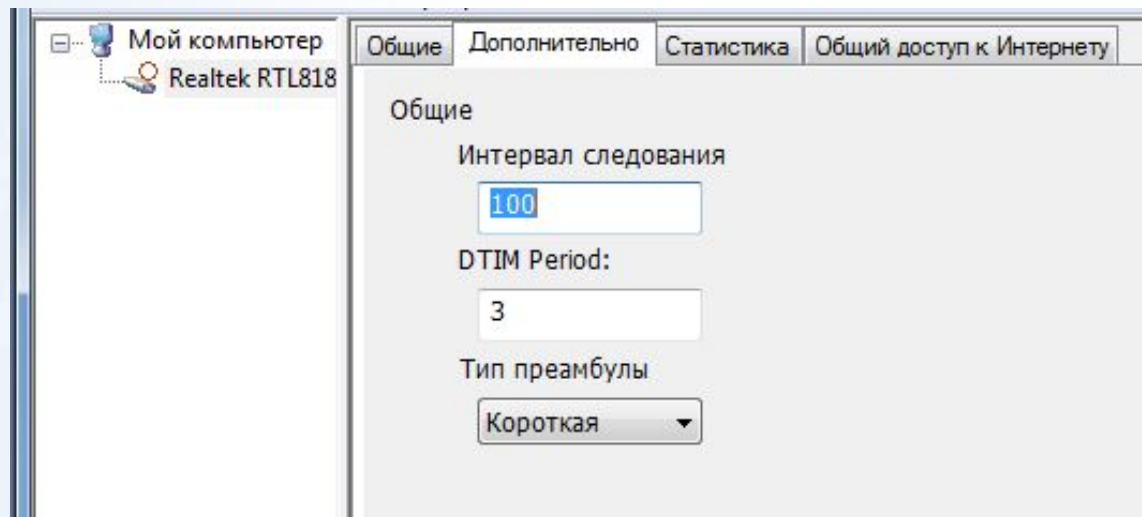 Мой компьютер
Realtek RTL818
Общие Дополнительно Статистика Общий доступ к Интернету
Общие
Интервал следования
100
DTIM Period:
3
Тип преамбулы
Короткая